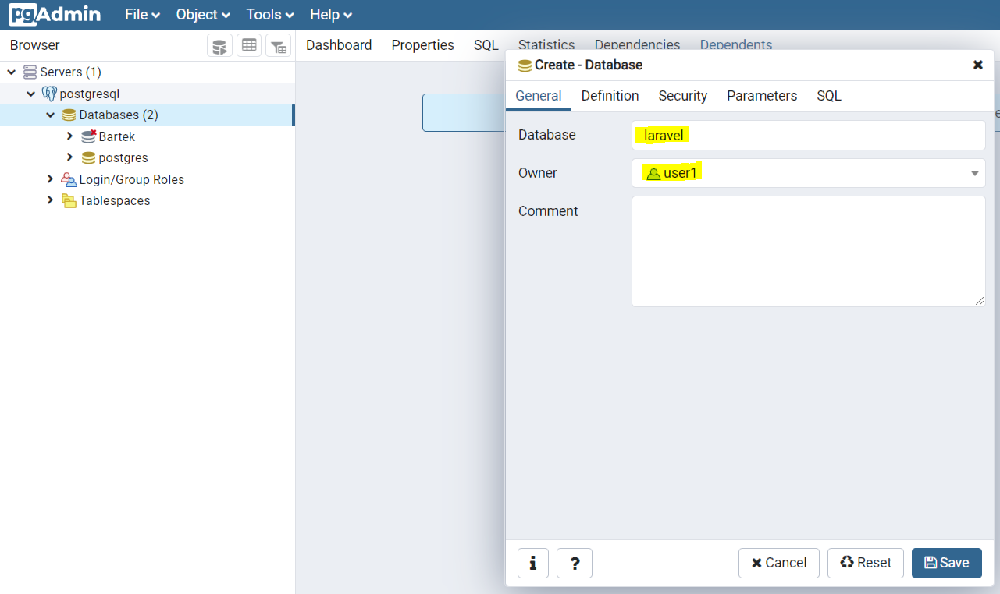 pgAdmin File Object Tools Help
Browser
Dashboard Properties SQL Statistics Dependencies Dependents
Servers (1)
postgresql
Databases (2)
Bartek
postgres
Login/Group Roles
Tablespaces
Create - Database
General Definition Security Parameters SQL
Database laravel
Owner user1
Comment
i ? Cancel Reset Save